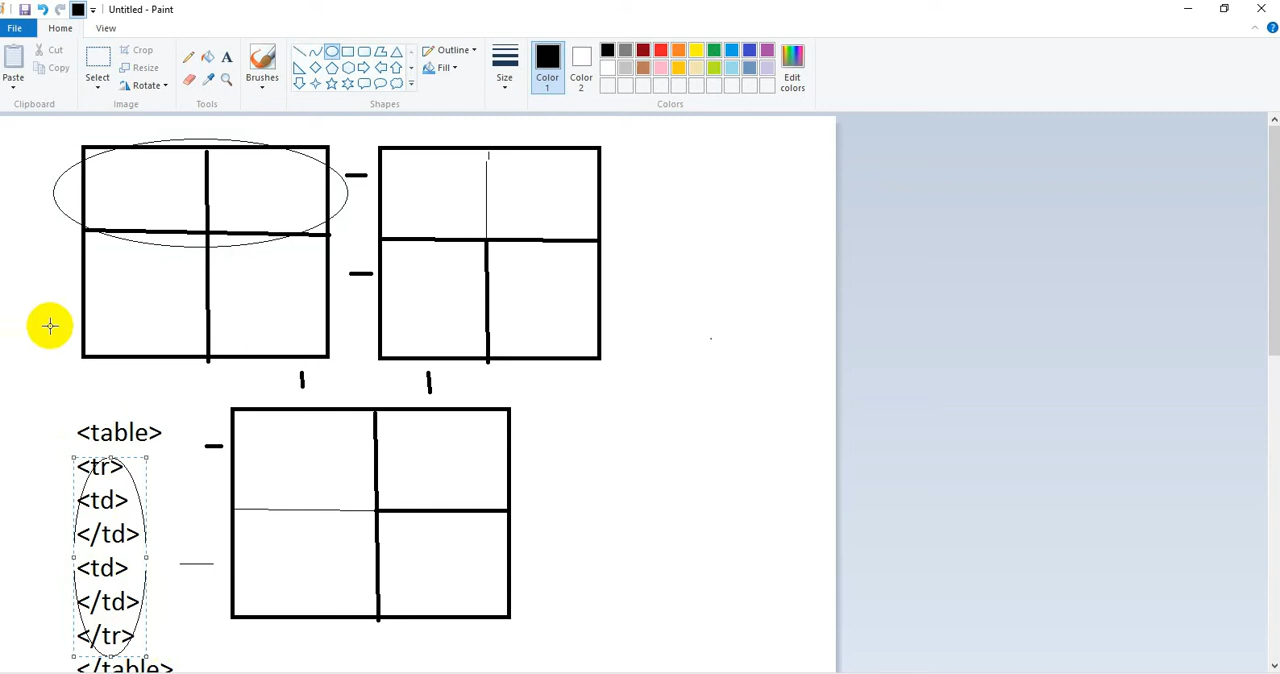 Untitled - Paint
File Home View
Paste
Cut
Copy
Clipboard
Select
Crop
Resize
Rotate
Image
A
Tools
Brushes
Outline
Fill
Shapes
Size
Color 1
Color 2
Edit colors
Colors
<table>
<tr>
<td>
</td>
<td>
</td>
</tr>
</table>